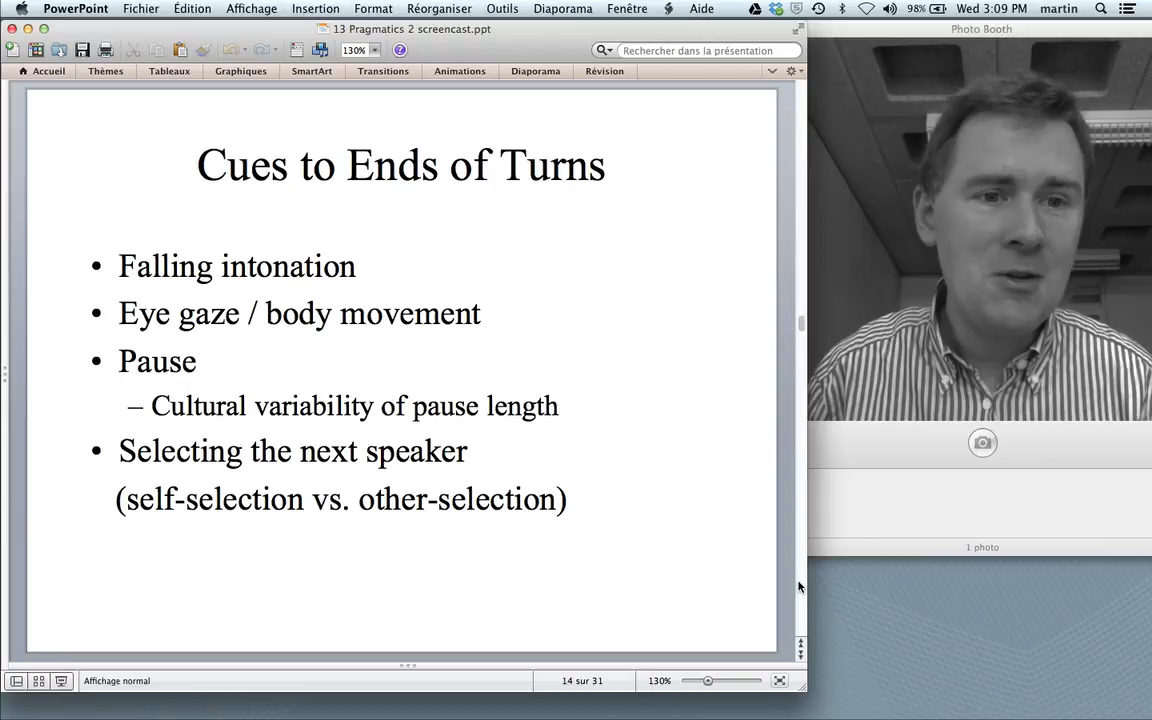 PowerPoint Fichier Édition Affichage Insertion Format Réorganiser Outils Diaporama Fenêtre Aide 98% Wed 3:09 PM martin
13 Pragmatics 2 screencast.ppt
Photo Booth
130% Rechercher dans la présentation
Accueil Thèmes Tableaux Graphiques SmartArt Transitions Animations Diaporama Révision
Cues to Ends of Turns
• Falling intonation
• Eye gaze / body movement
• Pause
– Cultural variability of pause length
• Selecting the next speaker
(self-selection vs. other-selection)
1 photo
Affichage normal 14 sur 31 130%